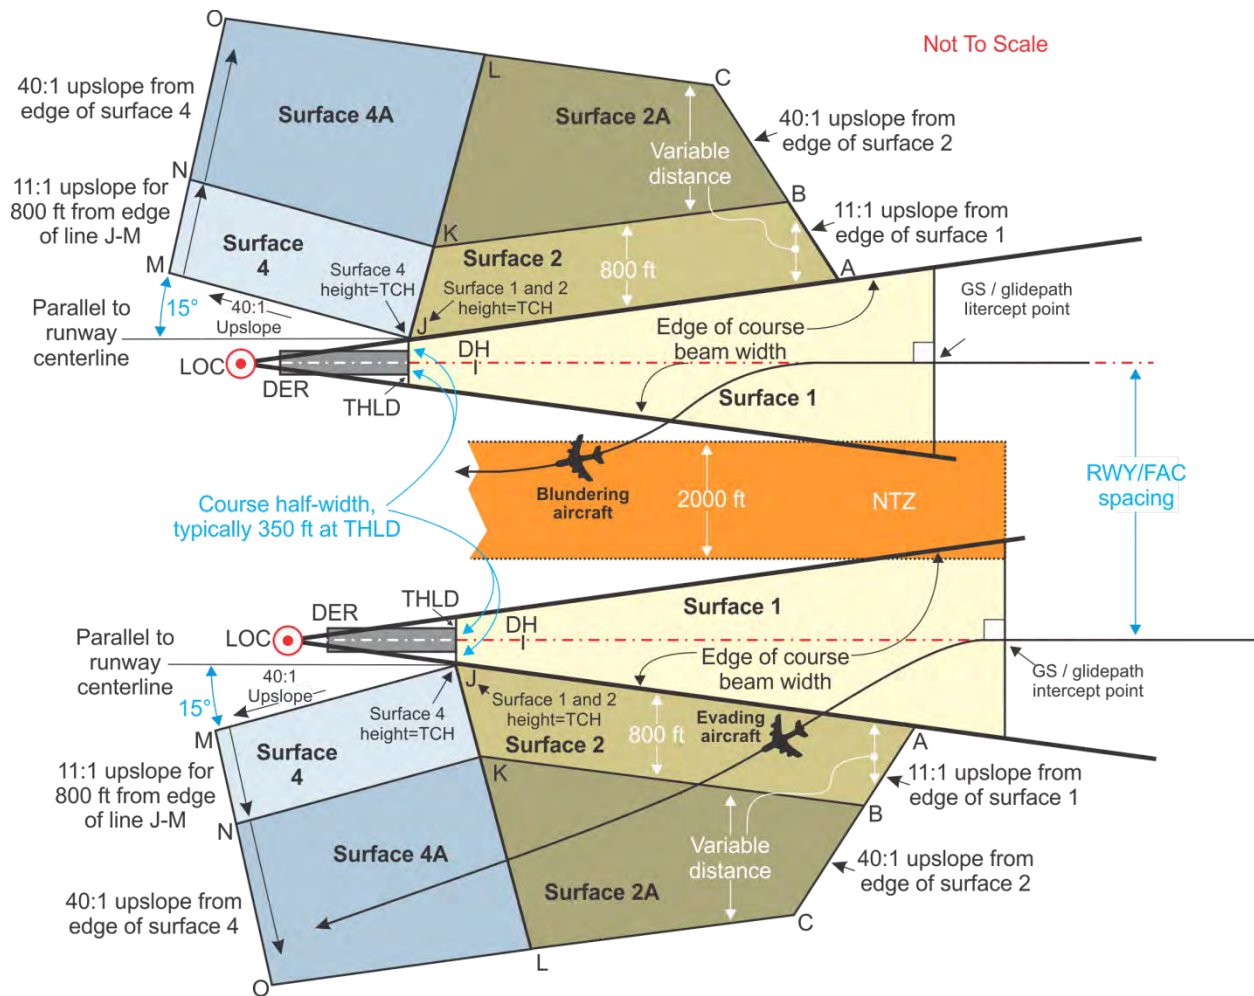 O
Not To Scale
L
C
40:1 upslope from
edge of surface 4
Surface 4A
Surface 2A
40:1 upslope from
edge of surface 2
Variable
distance
N
B
11:1 upslope for
800 ft from edge
of line J-M
11:1 upslope from
edge of surface 1
K
Surface
4
Surface 2
800 ft
M
A
Surface 4
height=TCH
Surface 1 and 2
height=TCH
GS / glidepath
Iitercept point
15°
Parallel to
runway
centerline
40:1
Upslope
J
Edge of course
beam width
DH
LOC
DER
THLD
Surface 1
RWY/FAC
spacing
Blundering
aircraft
2000 ft
NTZ
Course half-width,
typically 350 ft at THLD
THLD
DER
Surface 1
DH
LOC
Parallel to
runway
centerline
Edge of course
beam width
GS / glidepath
intercept point
40:1
Upslope
15°
J
Surface 4
height=TCH
Surface 1 and 2
height=TCH
Evading
aircraft
800 ft
Surface 2
M
A
Surface
4
11:1 upslope for
800 ft from edge
of line J-M
K
11:1 upslope from
edge of surface 1
B
N
Variable
distance
Surface 4A
40:1 upslope from
edge of surface 2
Surface 2A
40:1 upslope from
edge of surface 4
C
L
O